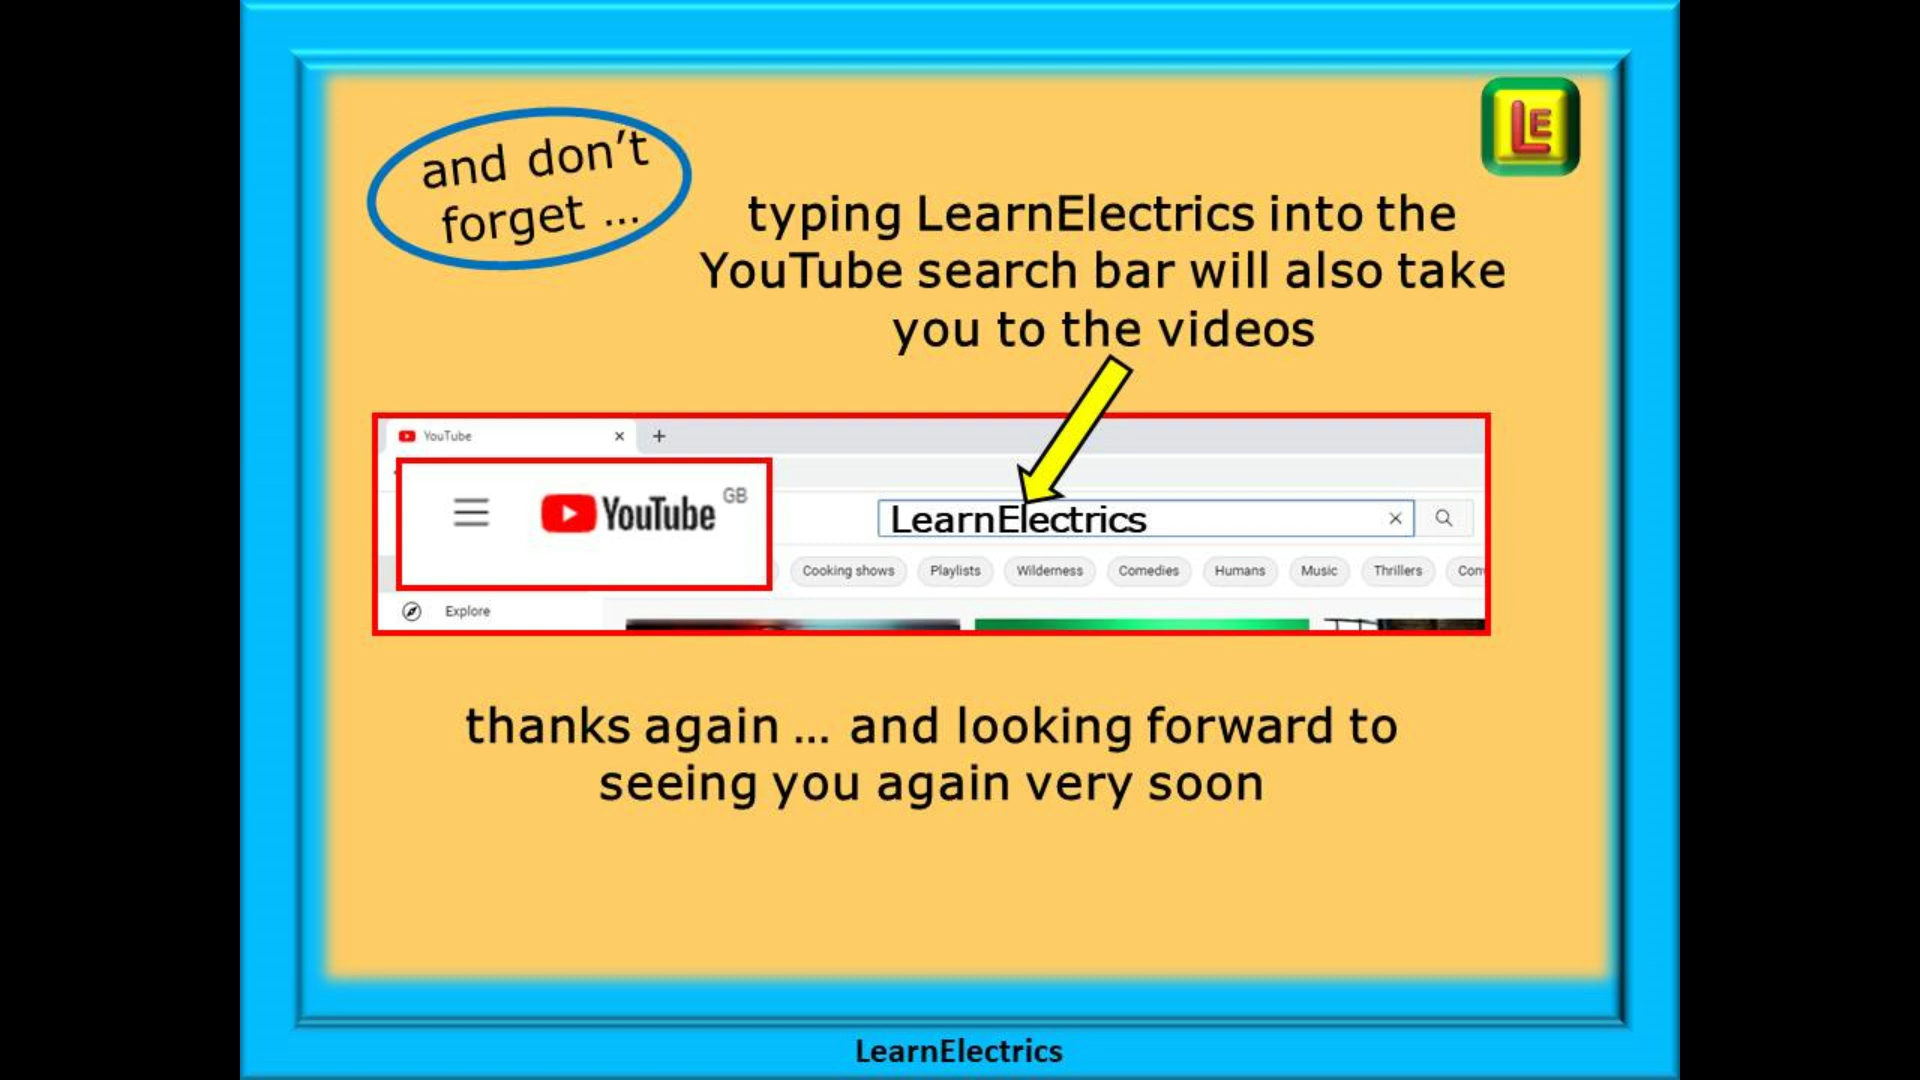 and don't
forget ...
LE
typing LearnElectrics into the
YouTube search bar will also take
you to the videos
YouTube
YouTube GB
LearnElectrics
Cooking shows Playlists Wilderness Comedies Humans Music Thrillers
Explore
thanks again ... and looking forward to
seeing you again very soon
LearnElectrics